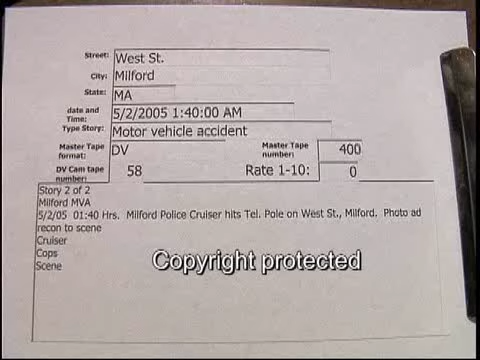 Street: West St.
City: Milford
State: MA
date and Time: 5/2/2005 1:40:00 AM
Type Story: Motor vehicle accident
Master Tape format: DV Master Tape number: 400
DV Cam tape number: 58 Rate 1-10: 0
Story 2 of 2
Milford MVA
5/2/05 01:40 Hrs. Milford Police Cruiser hits Tel. Pole on West St., Milford. Photo ad
recon to scene
Cruiser
Cops
Scene
Copyright protected